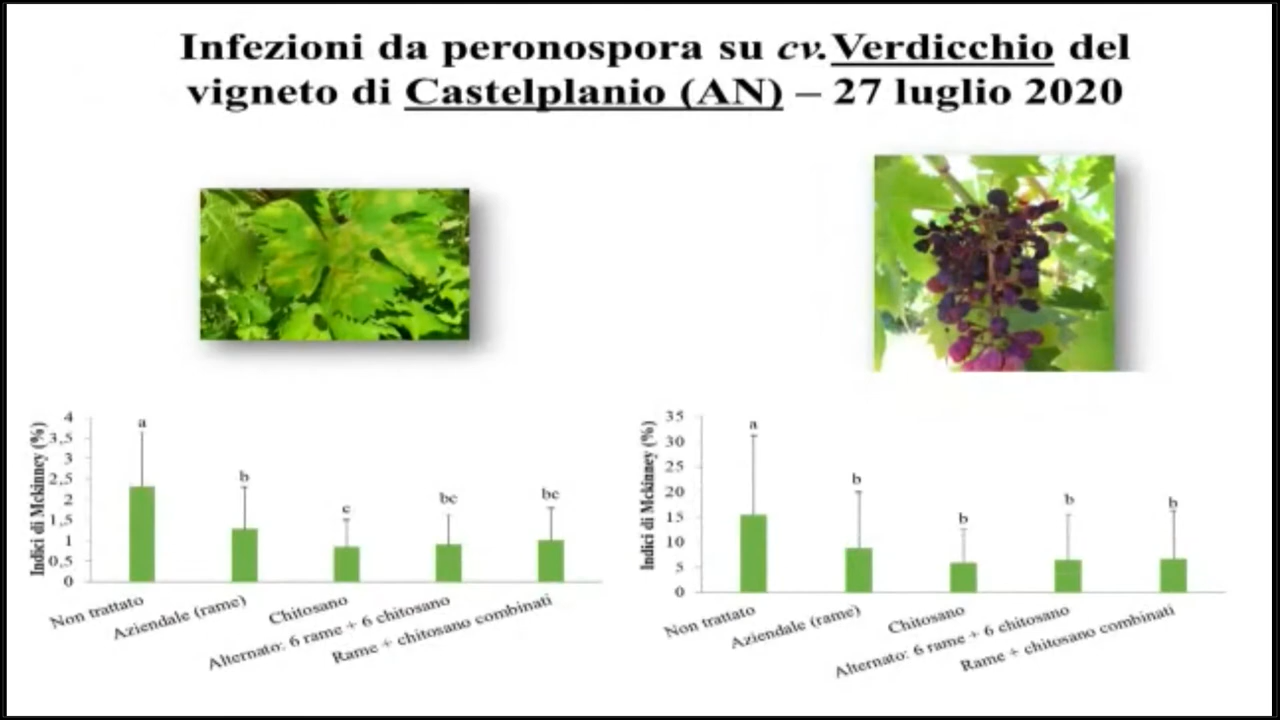 Infezioni da peronospora su cv.Verdicchio del
vigneto di Castelplanio (AN) – 27 luglio 2020
Indici di Mckinney (%)
4
3,5
3
2,5
2
1,5
1
0,5
0
a
b
c
bc
bc
Non trattato
Aziendale (rame)
Chitosano
Alternato: 6 rame + 6 chitosano
Rame + chitosano combinati
Indici di Mckinney (%)
35
30
25
20
15
10
5
0
a
b
b
b
b
Non trattato
Aziendale (rame)
Chitosano
Alternato: 6 rame + 6 chitosano
Rame + chitosano combinati